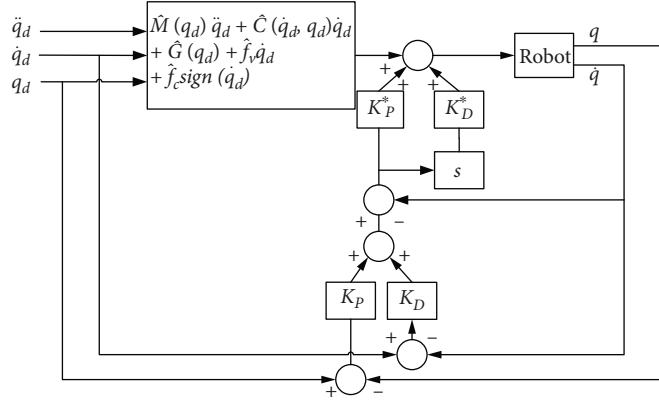 q̈_d
M̂ (q_d) q̈_d + Ĉ (q̇_d, q_d) q̇_d
q̇_d
+ Ĝ (q_d) + f̂_v q̇_d
q_d
+ f̂_c sign (q̇_d)
+ + +
Robot
q
q̇
K*_P
K*_D
s
+ −
+ +
K_P
K_D
+ −
+ −